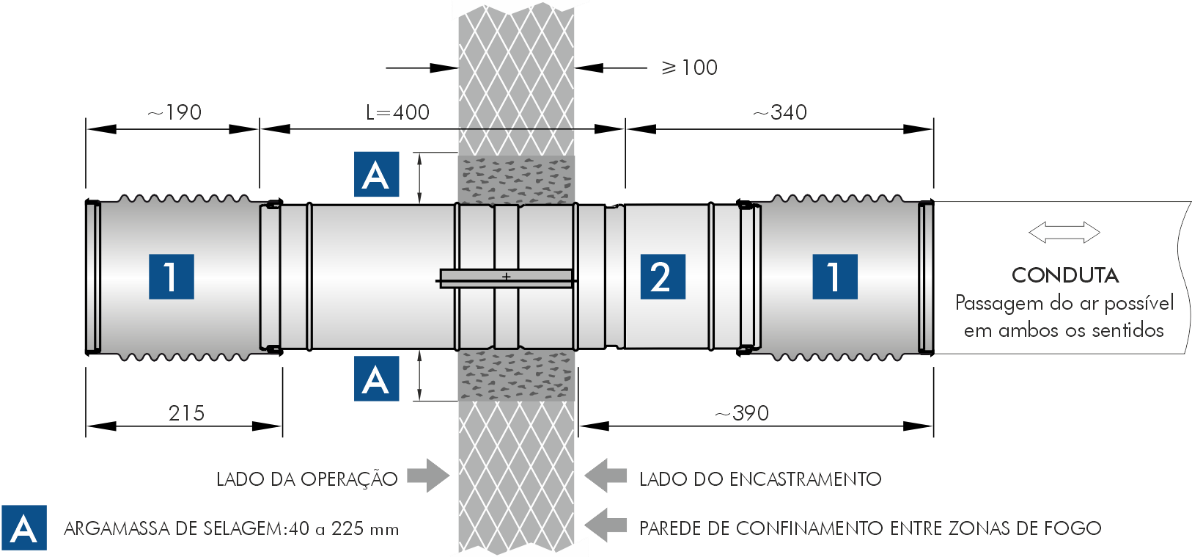 ⩾100
~190
L=400
~340
A
1
2
1
CONDUTA
Passagem do ar possível
em ambos os sentidos
A
215
~390
LADO DA OPERAÇÃO
LADO DO ENCASTRAMENTO
A
ARGAMASSA DE SELAGEM:40 a 225 mm
PAREDE DE CONFINAMENTO ENTRE ZONAS DE FOGO